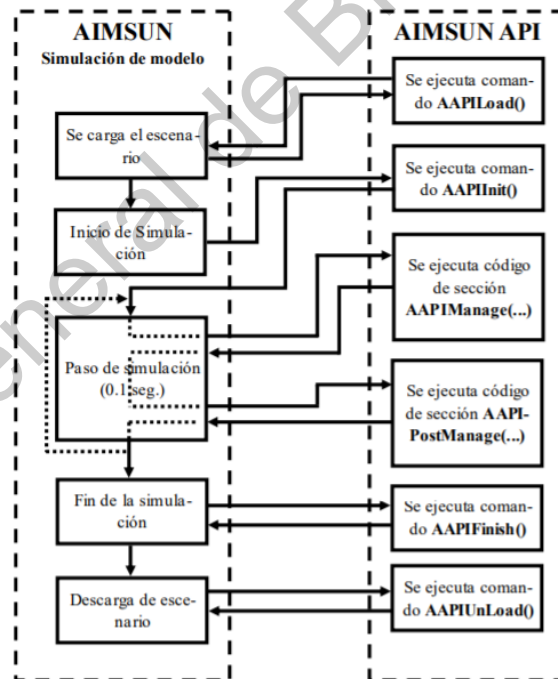 AIMSUN
Simulación de modelo
Se carga el escena-
rio
Inicio de Simula-
ción
Paso de simulación
(0.1 seg.)
Fin de la simula-
ción
Descarga de esce-
nario
AIMSUN API
Se ejecuta coman-
do AAPILoad()
Se ejecuta coman-
do AAPIInit()
Se ejecuta código
de sección
AAPIManage(...)
Se ejecuta código
de sección AAPI-
PostManage(...)
Se ejecuta coman-
do AAPIFinish()
Se ejecuta coman-
do AAPIUnLoad()
eneral de B